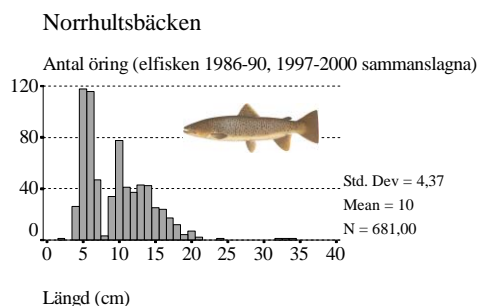 Norrhultsbäcken
Antal öring (elfisken 1986-90, 1997-2000 sammanslagna)
120
80
40
0
Std. Dev = 4,37
Mean = 10
N = 681,00
0 5 10 15 20 25 30 35 40
Längd (cm)